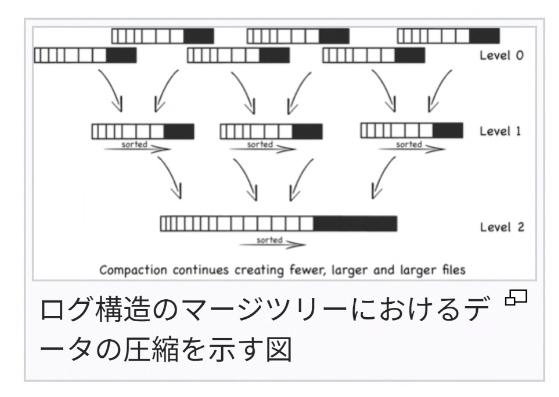 Level 0
Level 1
sorted
sorted
sorted
Level 2
sorted
Compaction continues creating fewer, larger and larger files
ログ構造のマージツリーにおけるデ
ータの圧縮を示す図